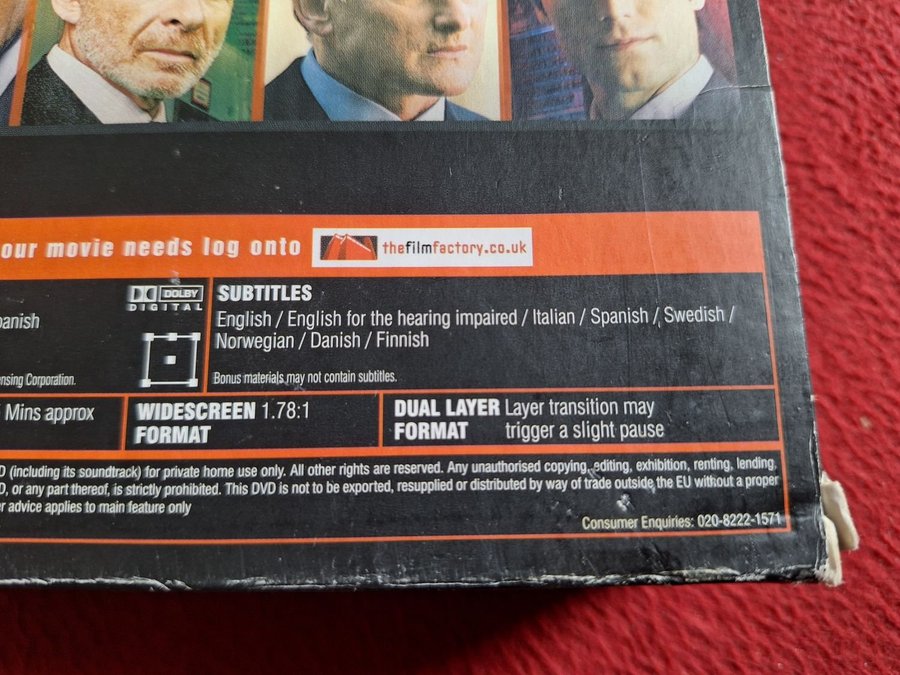 our movie needs log onto thefilmfactory.co.uk
DOLBY
DIGITAL
SUBTITLES
panish
English / English for the hearing impaired / Italian / Spanish / Swedish /
Norwegian / Danish / Finnish
nsing Corporation.
Bonus materials may not contain subtitles.
Mins approx
WIDESCREEN 1.78:1
FORMAT
DUAL LAYER Layer transition may
FORMAT trigger a slight pause
D (including its soundtrack) for private home use only. All other rights are reserved. Any unauthorised copying, editing, exhibition, renting, lending,
D, or any part thereof, is strictly prohibited. This DVD is not to be exported, resupplied or distributed by way of trade outside the EU without a proper
r advice applies to main feature only
Consumer Enquiries: 020-8222-1571